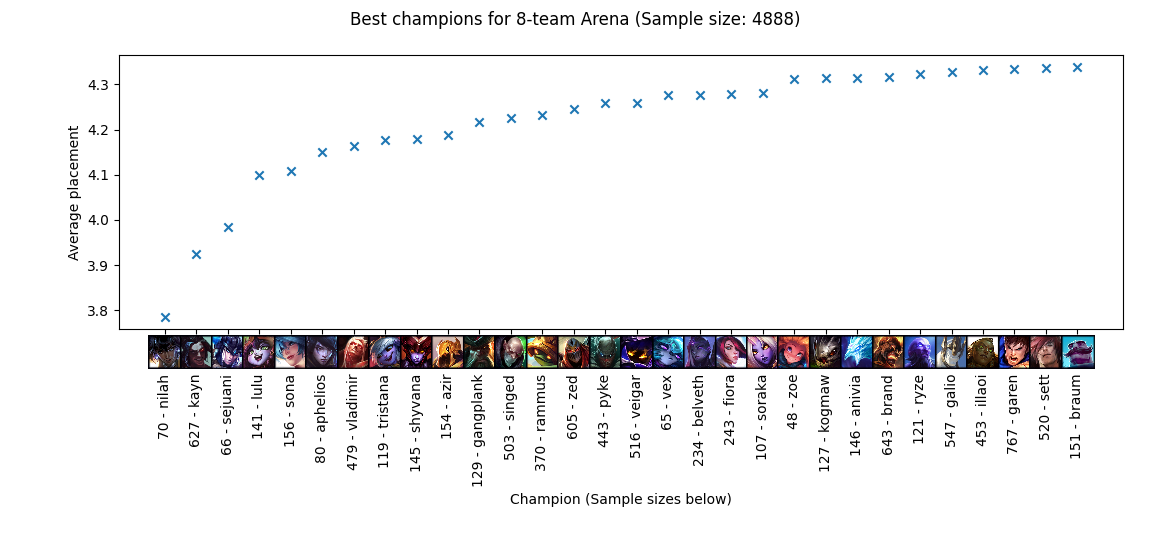 Best champions for 8-team Arena (Sample size: 4888)
Average placement
4.3
4.2
4.1
4.0
3.9
3.8
70 - nilah
627 - kayn
66 - sejuani
141 - lulu
156 - sona
80 - aphelios
479 - vladimir
119 - tristana
145 - shyvana
154 - azir
129 - gangplank
503 - singed
370 - rammus
605 - zed
443 - pyke
516 - veigar
65 - vex
234 - belveth
243 - fiora
107 - soraka
48 - zoe
127 - kogmaw
146 - anivia
643 - brand
121 - ryze
547 - galio
453 - illaoi
767 - garen
520 - sett
151 - braum
Champion (Sample sizes below)